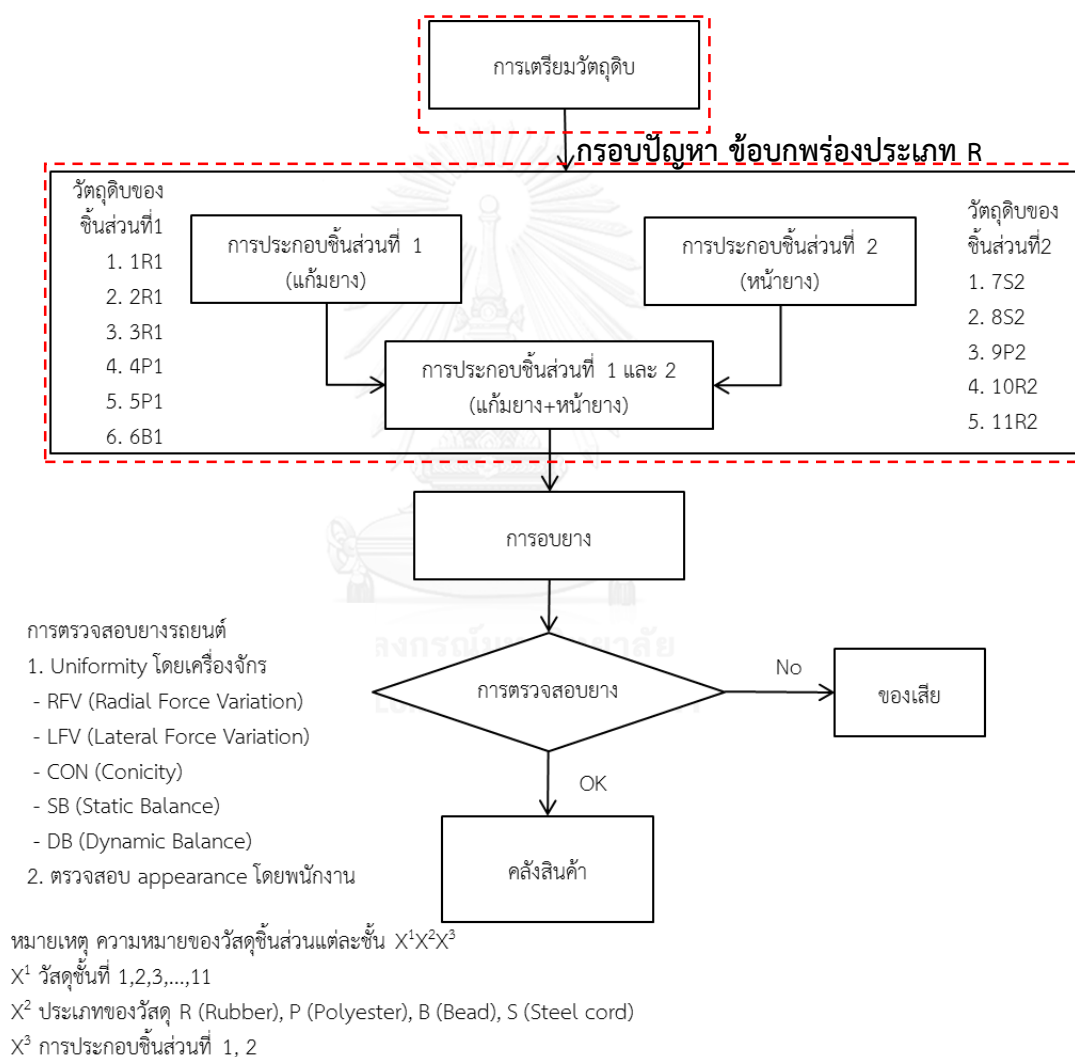 การเตรียมวัตถุดิบ
กรอบปัญหา ข้อบกพร่องประเภท R
วัตถุดิบของ
ชิ้นส่วนที่1
1. 1R1
2. 2R1
3. 3R1
4. 4P1
5. 5P1
6. 6B1
การประกอบชิ้นส่วนที่ 1
(แก้มยาง)
การประกอบชิ้นส่วนที่ 2
(หน้ายาง)
วัตถุดิบของ
ชิ้นส่วนที่2
1. 7S2
2. 8S2
3. 9P2
4. 10R2
5. 11R2
การประกอบชิ้นส่วนที่ 1 และ 2
(แก้มยาง+หน้ายาง)
การอบยาง
การตรวจสอบยาง
No
ของเสีย
OK
คลังสินค้า
การตรวจสอบยางรถยนต์
1. Uniformity โดยเครื่องจักร
- RFV (Radial Force Variation)
- LFV (Lateral Force Variation)
- CON (Conicity)
- SB (Static Balance)
- DB (Dynamic Balance)
2. ตรวจสอบ appearance โดยพนักงาน
หมายเหตุ ความหมายของวัสดุชิ้นส่วนแต่ละชั้น X¹X²X³
X¹ วัสดุชั้นที่ 1,2,3,...,11
X² ประเภทของวัสดุ R (Rubber), P (Polyester), B (Bead), S (Steel cord)
X³ การประกอบชิ้นส่วนที่ 1, 2